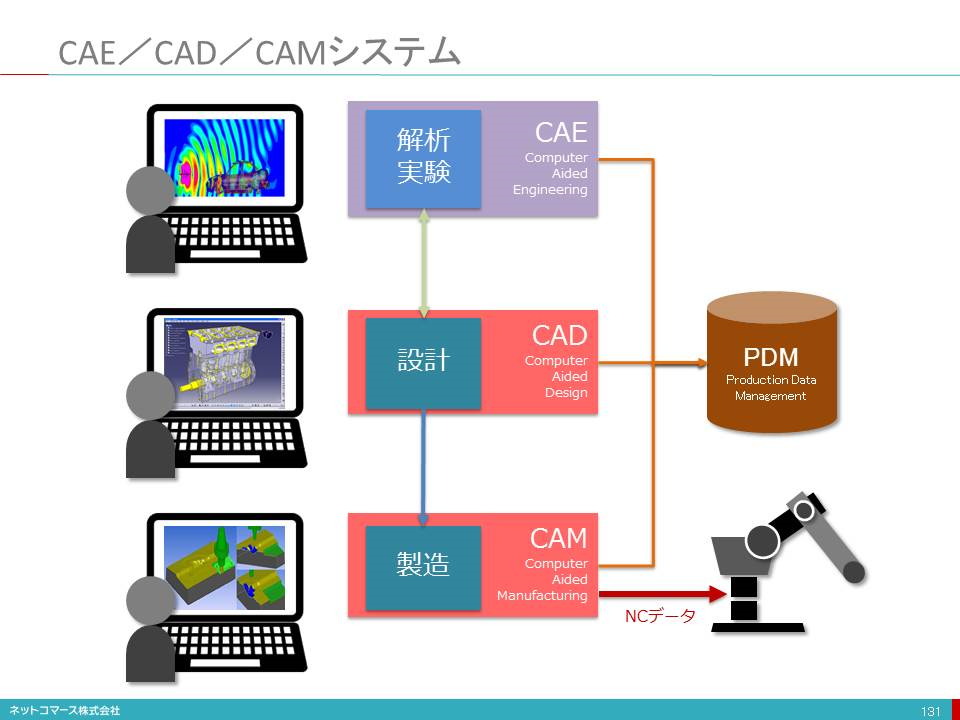 CAE／CAD／CAMシステム
解析
実験
CAE
Computer
Aided
Engineering
設計
CAD
Computer
Aided
Design
PDM
Production Data
Management
製造
CAM
Computer
Aided
Manufacturing
NCデータ
ネットコマース株式会社
131